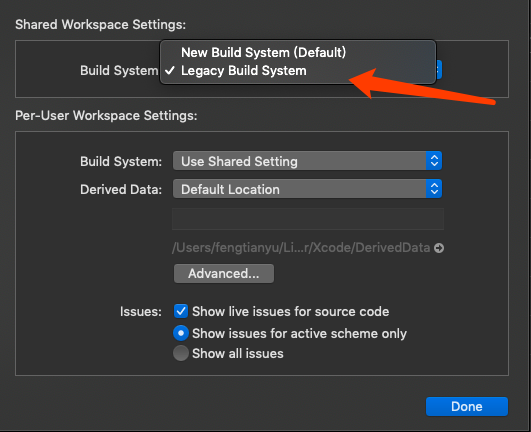 Shared Workspace Settings:
New Build System (Default)
Build System
✓ Legacy Build System
Per-User Workspace Settings:
Build System: Use Shared Setting
Derived Data: Default Location
/Users/fengtianyu/Li...r/Xcode/DerivedData
Advanced...
Issues: Show live issues for source code
Show issues for active scheme only
Show all issues
Done